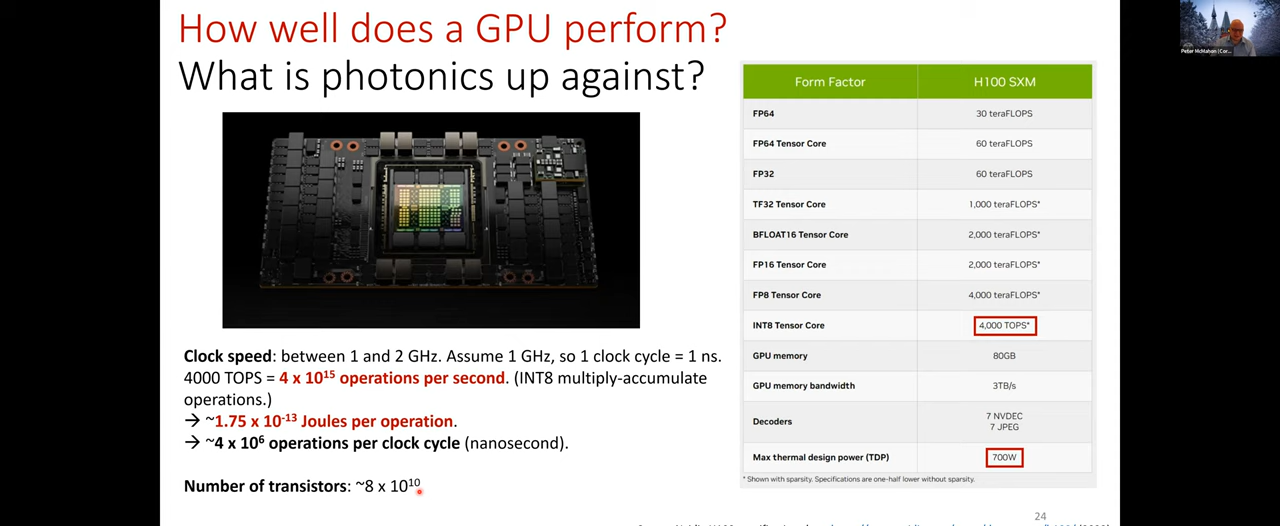 How well does a GPU perform?
What is photonics up against?
Peter McMahon (Cor...
Form Factor H100 SXM
FP64 30 teraFLOPS
FP64 Tensor Core 60 teraFLOPS
FP32 60 teraFLOPS
TF32 Tensor Core 1,000 teraFLOPS*
BFLOAT16 Tensor Core 2,000 teraFLOPS*
FP16 Tensor Core 2,000 teraFLOPS*
FP8 Tensor Core 4,000 teraFLOPS*
INT8 Tensor Core 4,000 TOPS*
GPU memory 80GB
GPU memory bandwidth 3TB/s
Decoders 7 NVDEC
7 JPEG
Max thermal design power (TDP) 700W
* Shown with sparsity. Specifications are one-half lower without sparsity.
Clock speed: between 1 and 2 GHz. Assume 1 GHz, so 1 clock cycle = 1 ns.
4000 TOPS = 4 x 10¹⁵ operations per second. (INT8 multiply-accumulate
operations.)
→ ~1.75 x 10⁻¹³ Joules per operation.
→ ~4 x 10⁶ operations per clock cycle (nanosecond).
Number of transistors: ~8 x 10¹⁰
24